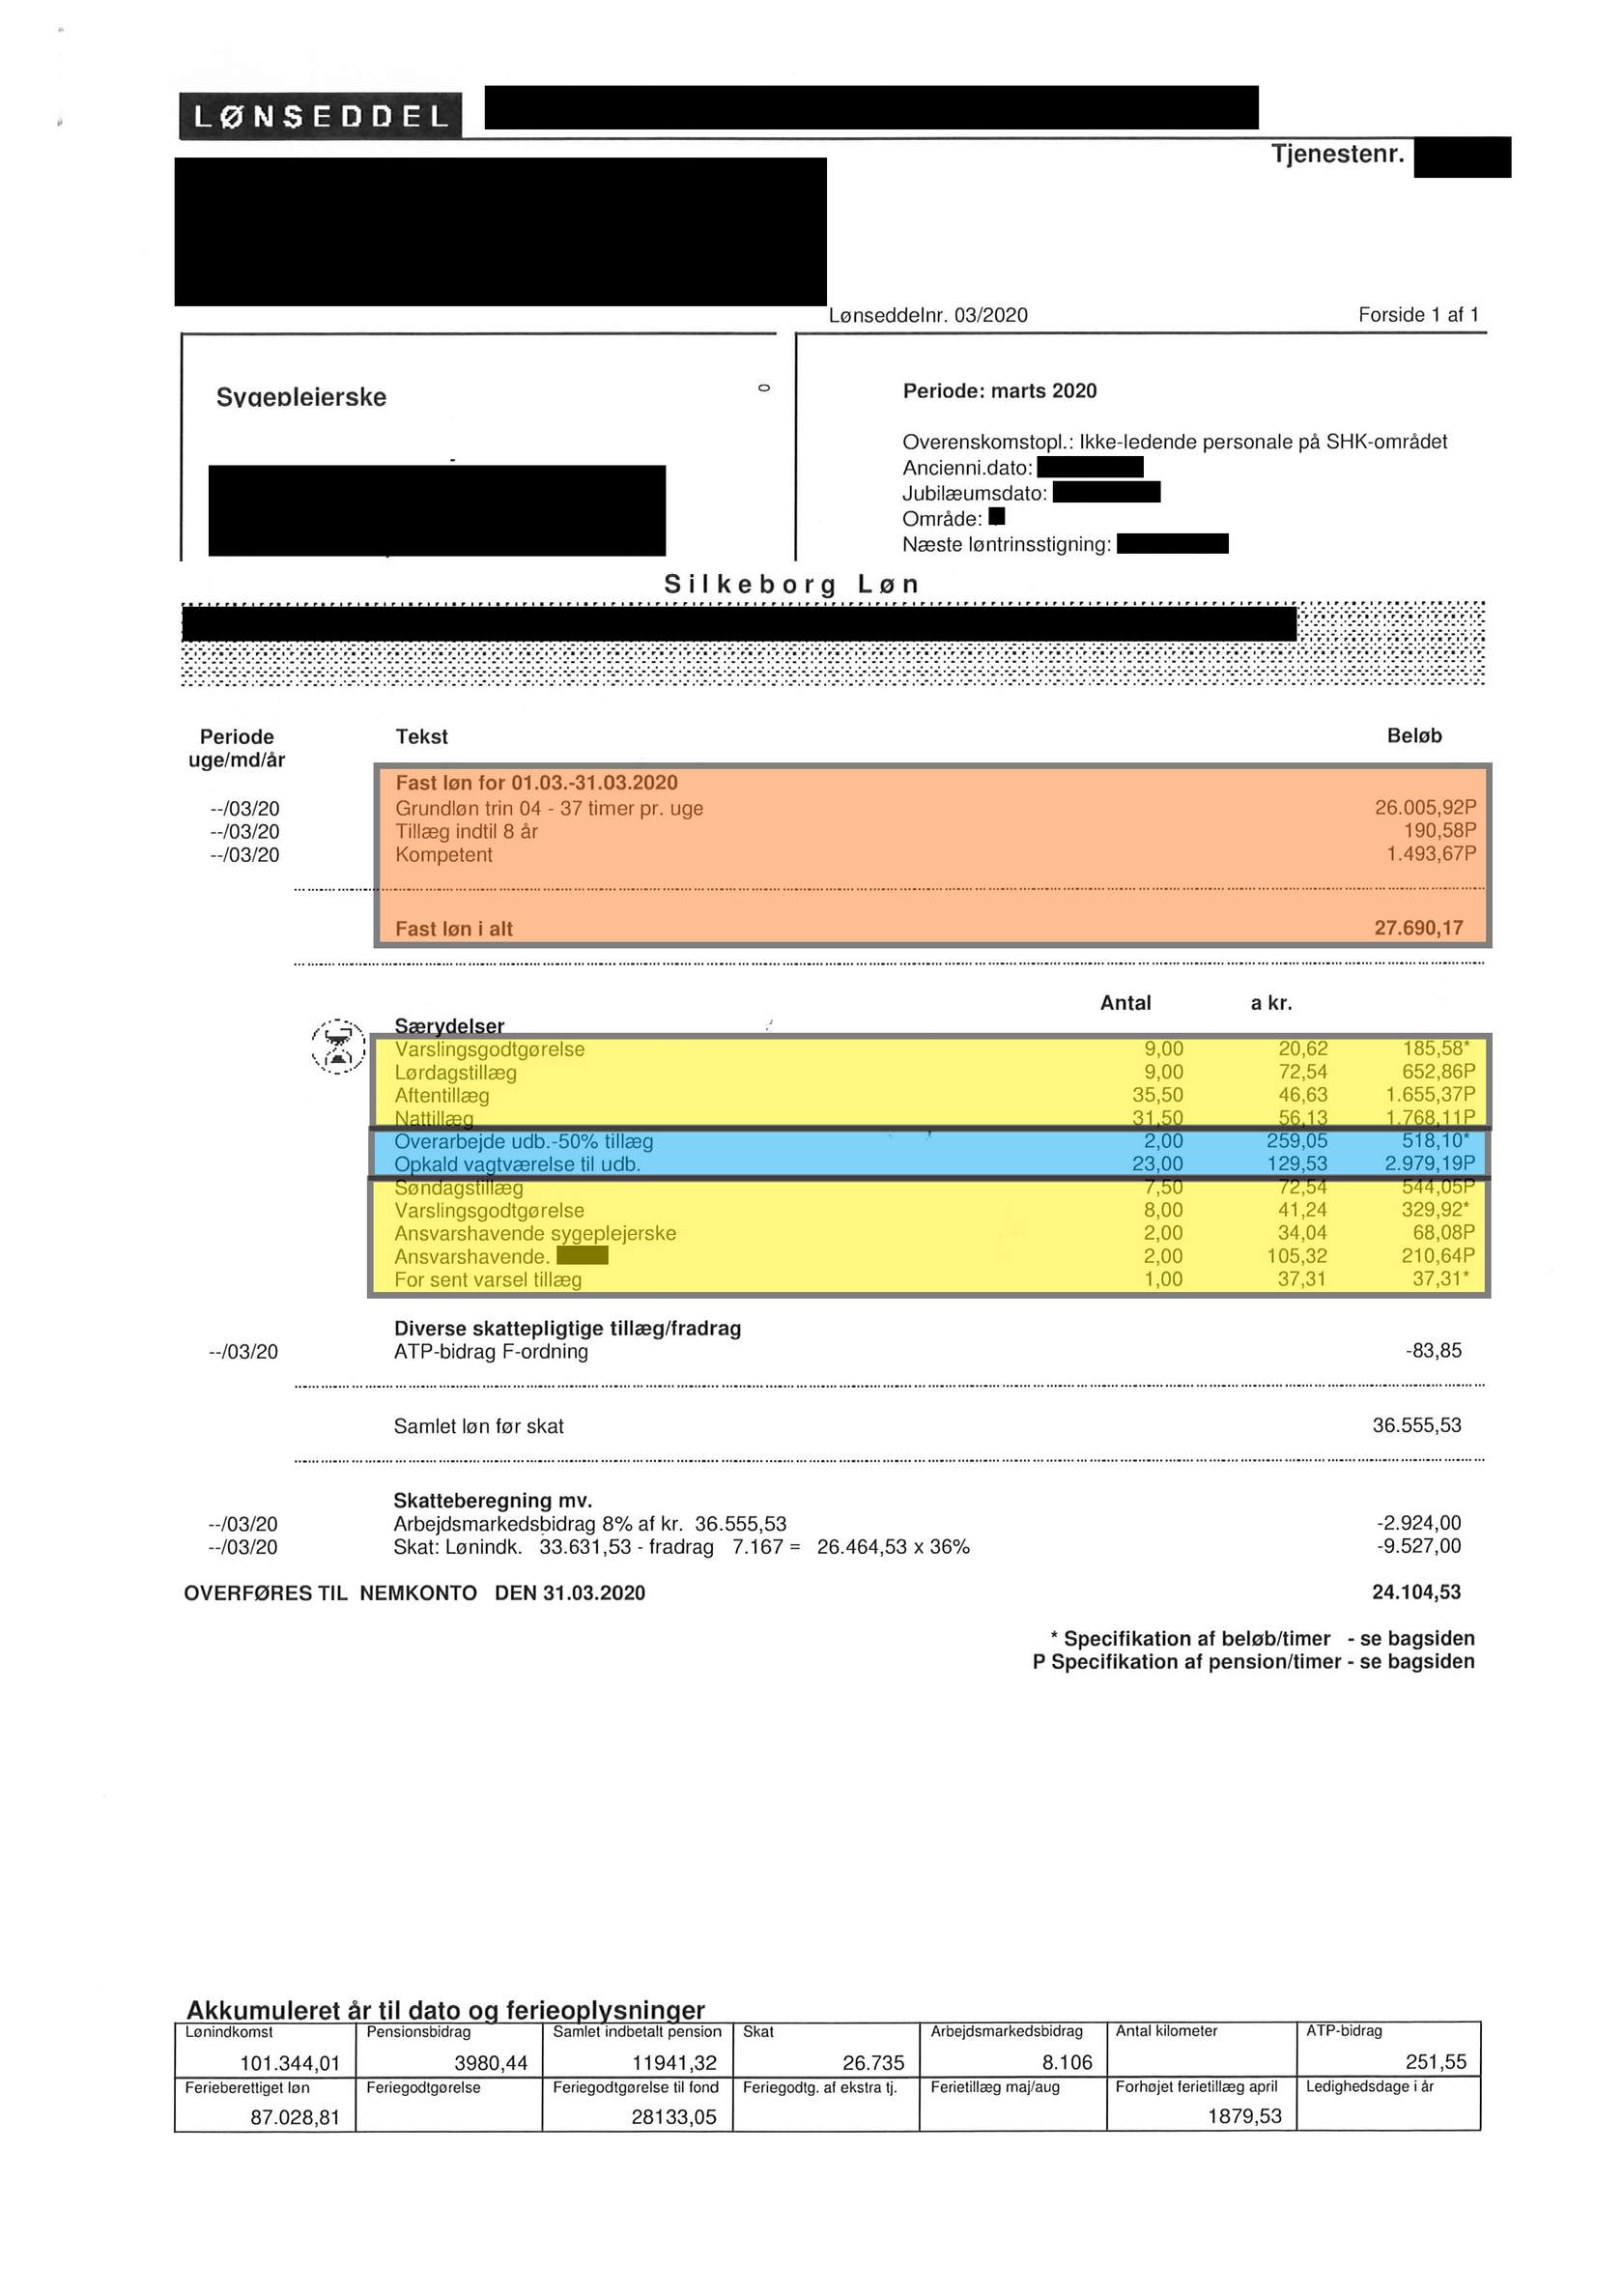 LØNSEDDEL
Tjenestenr.
Lønseddelnr. 03/2020 Forside 1 af 1
Sygepleierske
Periode: marts 2020
Overenskomstopl.: Ikke-ledende personale på SHK-området
Ancienni.dato:
Jubilæumsdato:
Område:
Næste løntrinsstigning:
Silkeborg Løn
Periode Tekst Beløb
uge/md/år
Fast løn for 01.03.-31.03.2020
--/03/20 Grundløn trin 04 - 37 timer pr. uge 26.005,92P
--/03/20 Tillæg indtil 8 år 190,58P
--/03/20 Kompetent 1.493,67P
Fast løn i alt 27.690,17
Antal a kr.
Særydelser
Varslingsgodtgørelse 9,00 20,62 185,58*
Lørdagstillæg 9,00 72,54 652,86P
Aftentillæg 35,50 46,63 1.655,37P
Nattillæg 31,50 56,13 1.768,11P
Overarbejde udb.-50% tillæg 2,00 259,05 518,10*
Opkald vagtværelse til udb. 23,00 129,53 2.979,19P
Søndagstillæg 7,50 72,54 544,05P
Varslingsgodtgørelse 8,00 41,24 329,92*
Ansvarshavende sygeplejerske 2,00 34,04 68,08P
Ansvarshavende. 2,00 105,32 210,64P
For sent varsel tillæg 1,00 37,31 37,31*
Diverse skattepligtige tillæg/fradrag
--/03/20 ATP-bidrag F-ordning -83,85
Samlet løn før skat 36.555,53
Skatteberegning mv.
--/03/20 Arbejdsmarkedsbidrag 8% af kr. 36.555,53 -2.924,00
--/03/20 Skat: Lønindk. 33.631,53 - fradrag 7.167 = 26.464,53 x 36% -9.527,00
OVERFØRES TIL NEMKONTO DEN 31.03.2020 24.104,53
* Specifikation af beløb/timer - se bagsiden
P Specifikation af pension/timer - se bagsiden
Akkumuleret år til dato og ferieoplysninger
Lønindkomst Pensionsbidrag Samlet indbetalt pension Skat Arbejdsmarkedsbidrag Antal kilometer ATP-bidrag
101.344,01 3980,44 11941,32 26.735 8.106 251,55
Ferieberettiget løn Feriegodtgørelse Feriegodtgørelse til fond Feriegodtg. af ekstra tj. Ferietillæg maj/aug Forhøjet ferietillæg april Ledighedsdage i år
87.028,81 28133,05 1879,53